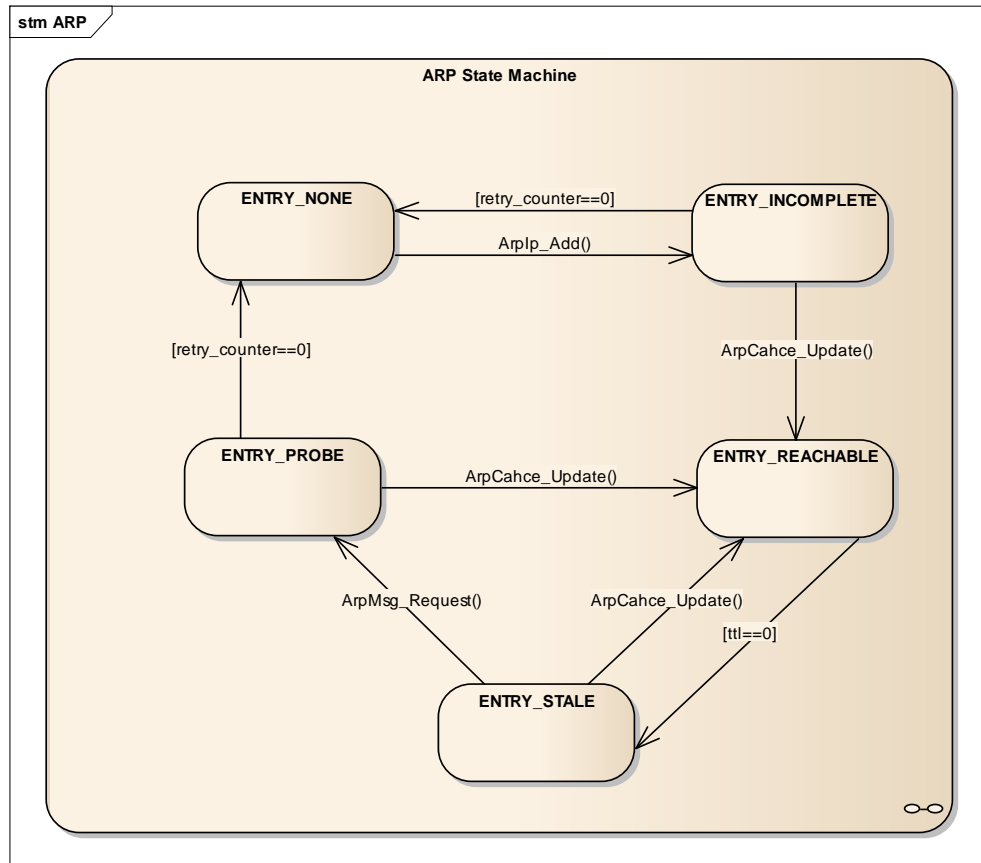 stm ARP
ARP State Machine
ENTRY_NONE
ENTRY_INCOMPLETE
[retry_counter==0]
ArpIp_Add()
[retry_counter==0]
ArpCahce_Update()
ENTRY_PROBE
ENTRY_REACHABLE
ArpCahce_Update()
ArpMsg_Request()
ArpCahce_Update()
[ttl==0]
ENTRY_STALE